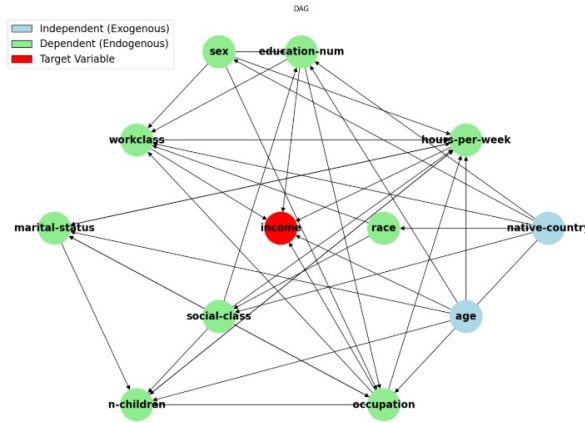 DAG
Independent (Exogenous)
Dependent (Endogenous)
Target Variable
sex
education-num
workclass
hours-per-week
marital-status
income
race
native-country
social-class
age
n-children
occupation